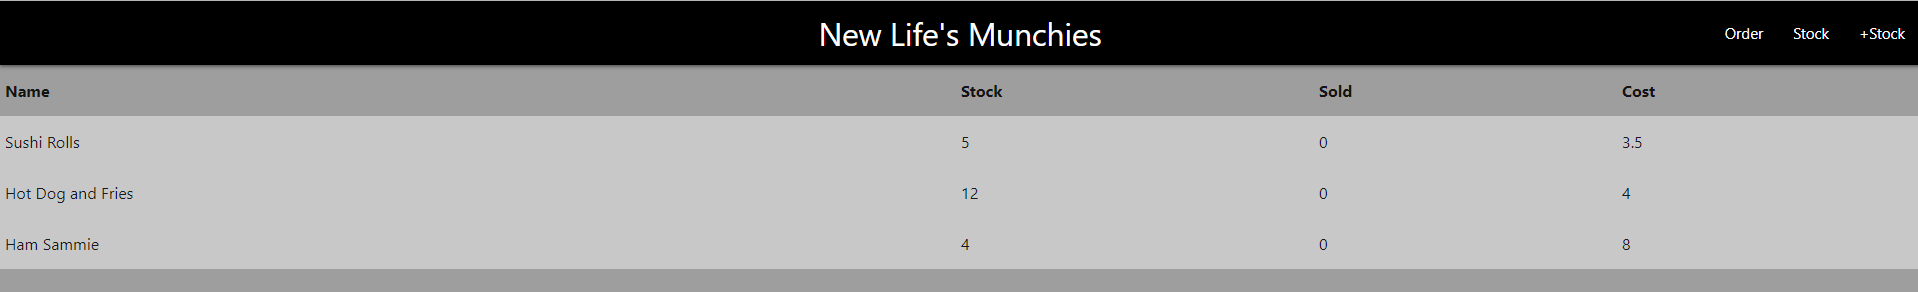 New Life's Munchies Order Stock +Stock
Name Stock Sold Cost
Sushi Rolls 5 0 3.5
Hot Dog and Fries 12 0 4
Ham Sammie 4 0 8